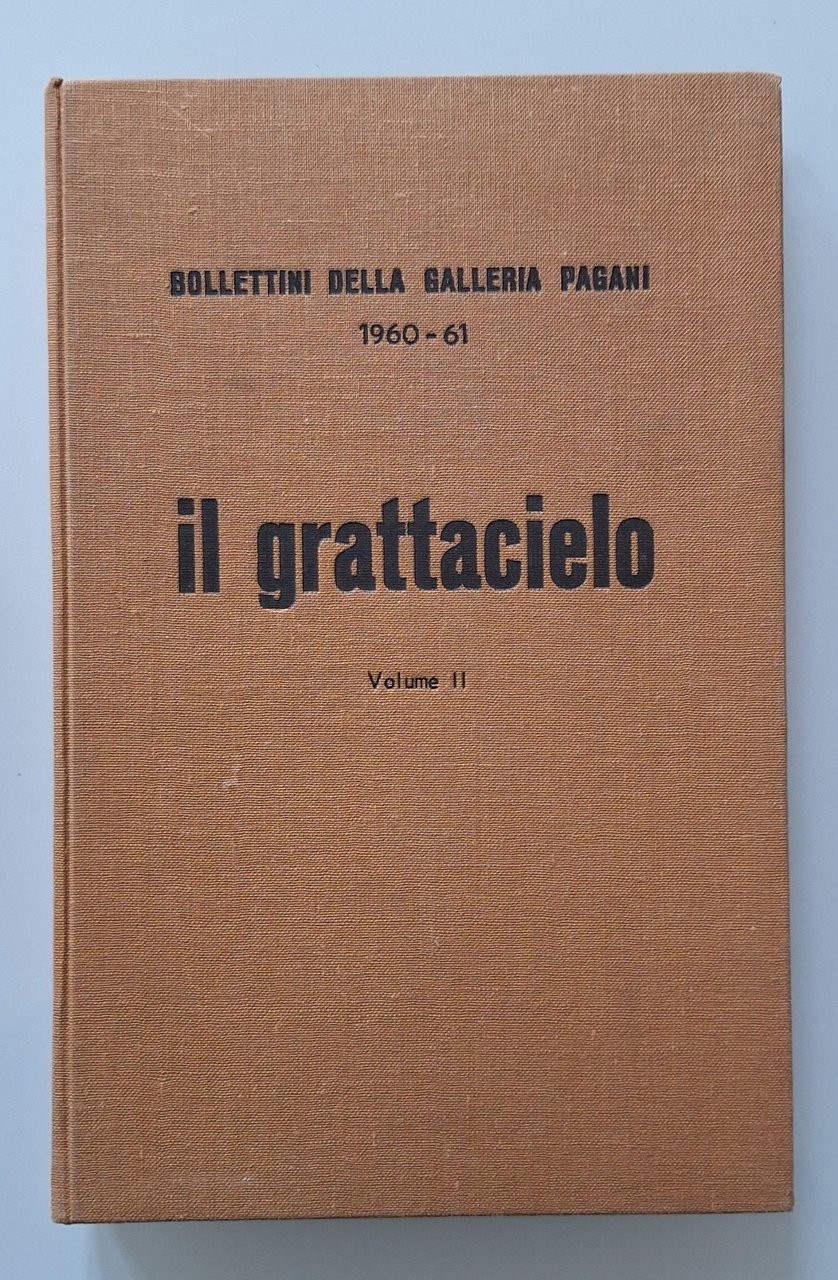 BOLLETTINI DELLA GALLERIA PAGANI
1960-61
il grattacielo
Volume II